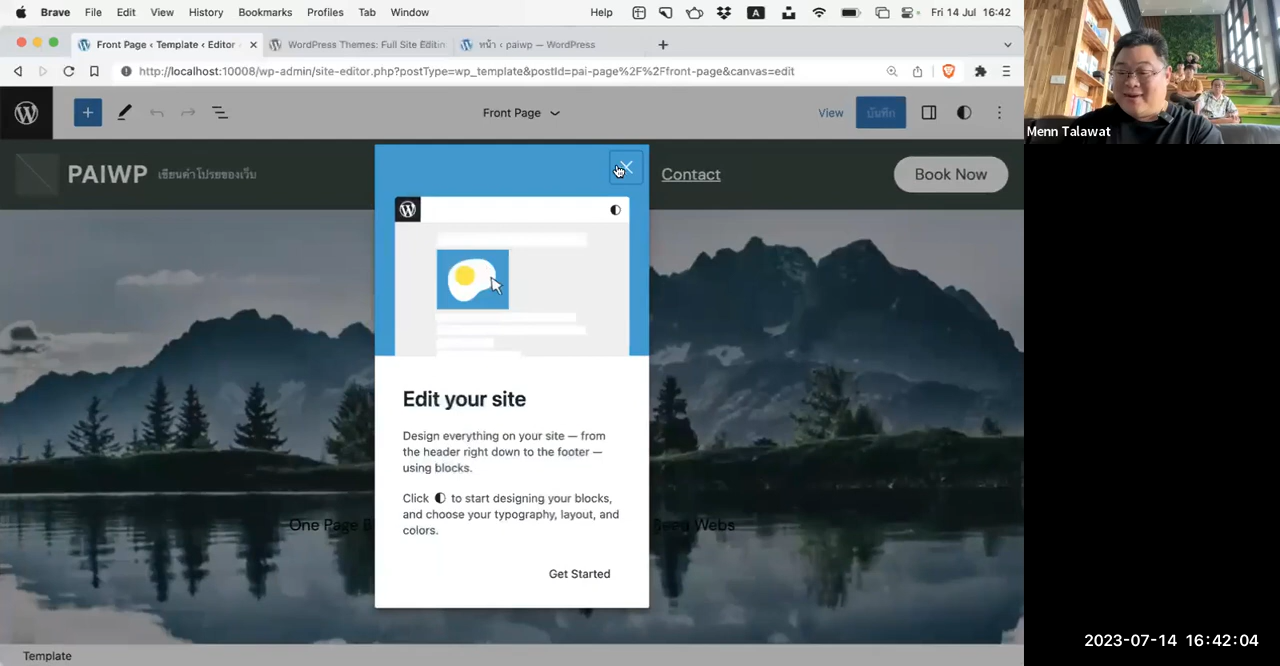 Brave File Edit View History Bookmarks Profiles Tab Window Help A Fri 14 Jul 16:42
Front Page ‹ Template ‹ Editor
WordPress Themes: Full Site Editin
หน้า ‹ paiwp — WordPress
http://localhost:10008/wp-admin/site-editor.php?postType=wp_template&postId=pai-page%2F%2Ffront-page&canvas=edit
Front Page
View
บันทึก
PAIWP
เขียนคำโปรยของเว็บ
Contact
Book Now
Edit your site
Design everything on your site — from
the header right down to the footer —
using blocks.
Click to start designing your blocks,
and choose your typography, layout, and
colors.
One Page
Webs
Get Started
Template
Menn Talawat
2023-07-14 16:42:04